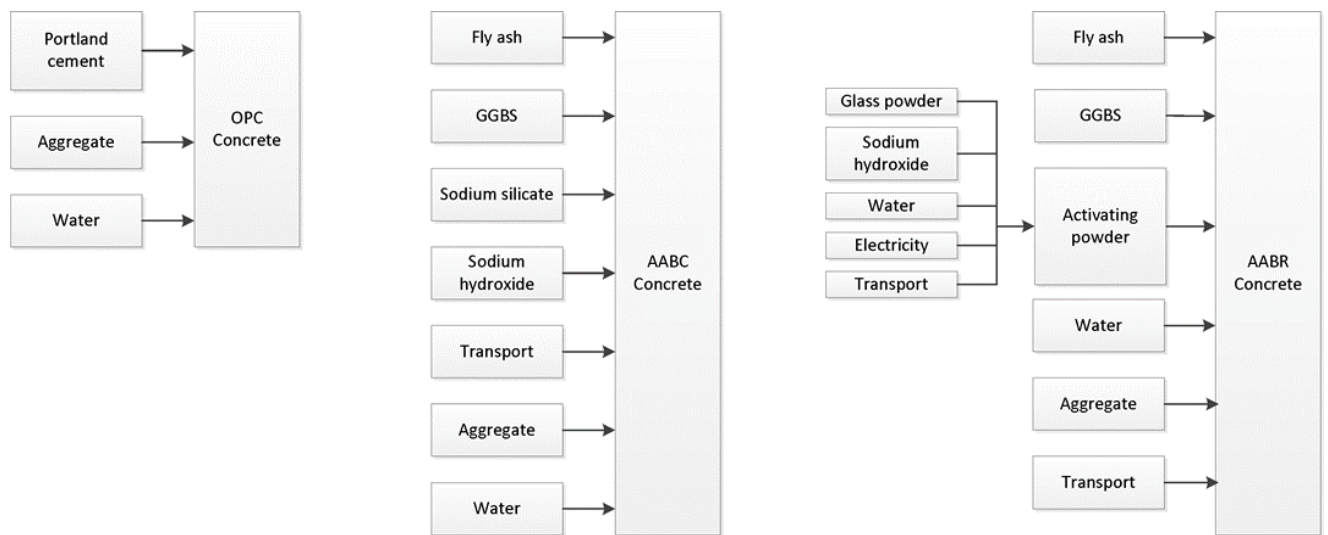 Portland
cement
Aggregate
Water
OPC
Concrete
Fly ash
GGBS
Sodium silicate
Sodium
hydroxide
Transport
Aggregate
Water
AABC
Concrete
Glass powder
Sodium
hydroxide
Water
Electricity
Transport
Fly ash
GGBS
Activating
powder
Water
Aggregate
Transport
AABR
Concrete